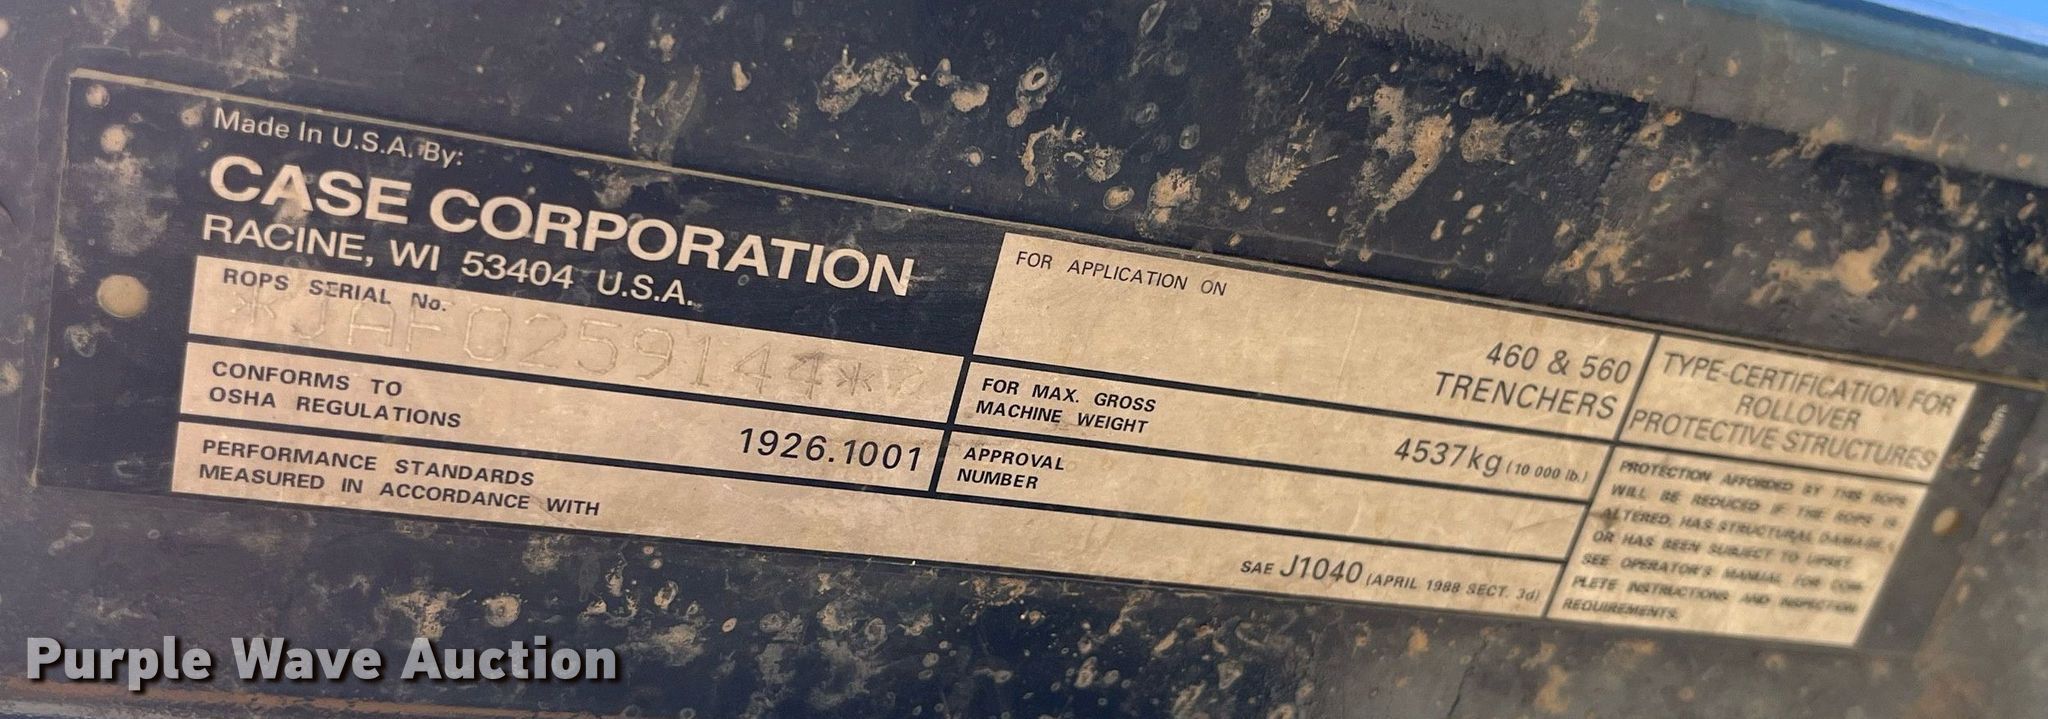 Made In U.S.A. By:
CASE CORPORATION
RACINE, WI 53404 U.S.A.
ROPS SERIAL No.
*JAF0259144*
CONFORMS TO
OSHA REGULATIONS
1926.1001
PERFORMANCE STANDARDS
MEASURED IN ACCORDANCE WITH
SAE J1040 (APRIL 1988 SECT. 3d)
FOR APPLICATION ON
460 & 560
TRENCHERS
FOR MAX. GROSS
MACHINE WEIGHT
4537kg (10 000 lb.)
APPROVAL
NUMBER
TYPE-CERTIFICATION FOR
ROLLOVER
PROTECTIVE STRUCTURES
PROTECTION AFFORDED BY THIS ROPS
WILL BE REDUCED IF THE ROPS IS
ALTERED, HAS STRUCTURAL DAMAGE,
OR HAS BEEN SUBJECT TO UPSET.
SEE OPERATOR'S MANUAL FOR COM-
PLETE INSTRUCTIONS AND INSPECTION
REQUIREMENTS.
Purple Wave Auction